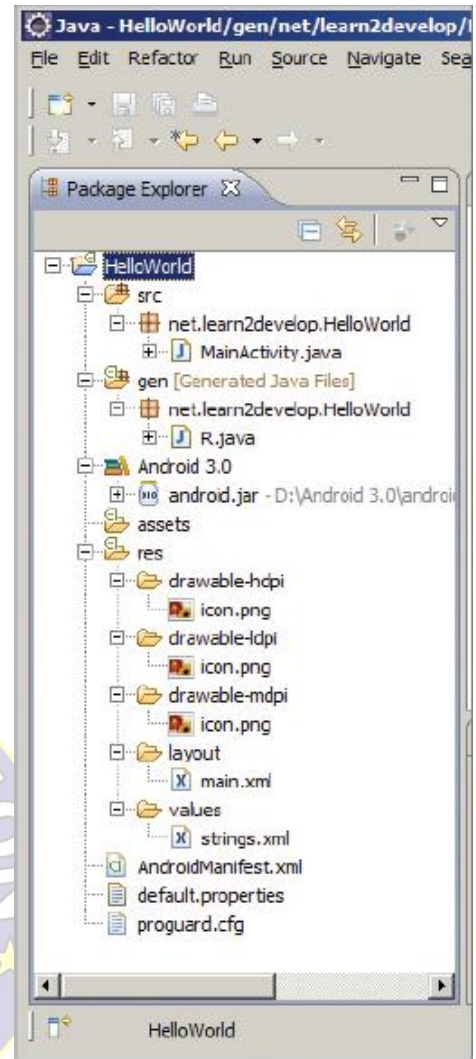 Java - HelloWorld/gen/net/learn2develop/
File Edit Refactor Run Source Navigate Sea
Package Explorer
HelloWorld
src
net.learn2develop.HelloWorld
MainActivity.java
gen [Generated Java Files]
net.learn2develop.HelloWorld
R.java
Android 3.0
android.jar - D:\Android 3.0\androi
assets
res
drawable-hdpi
icon.png
drawable-ldpi
icon.png
drawable-mdpi
icon.png
layout
main.xml
values
strings.xml
AndroidManifest.xml
default.properties
proguard.cfg
HelloWorld